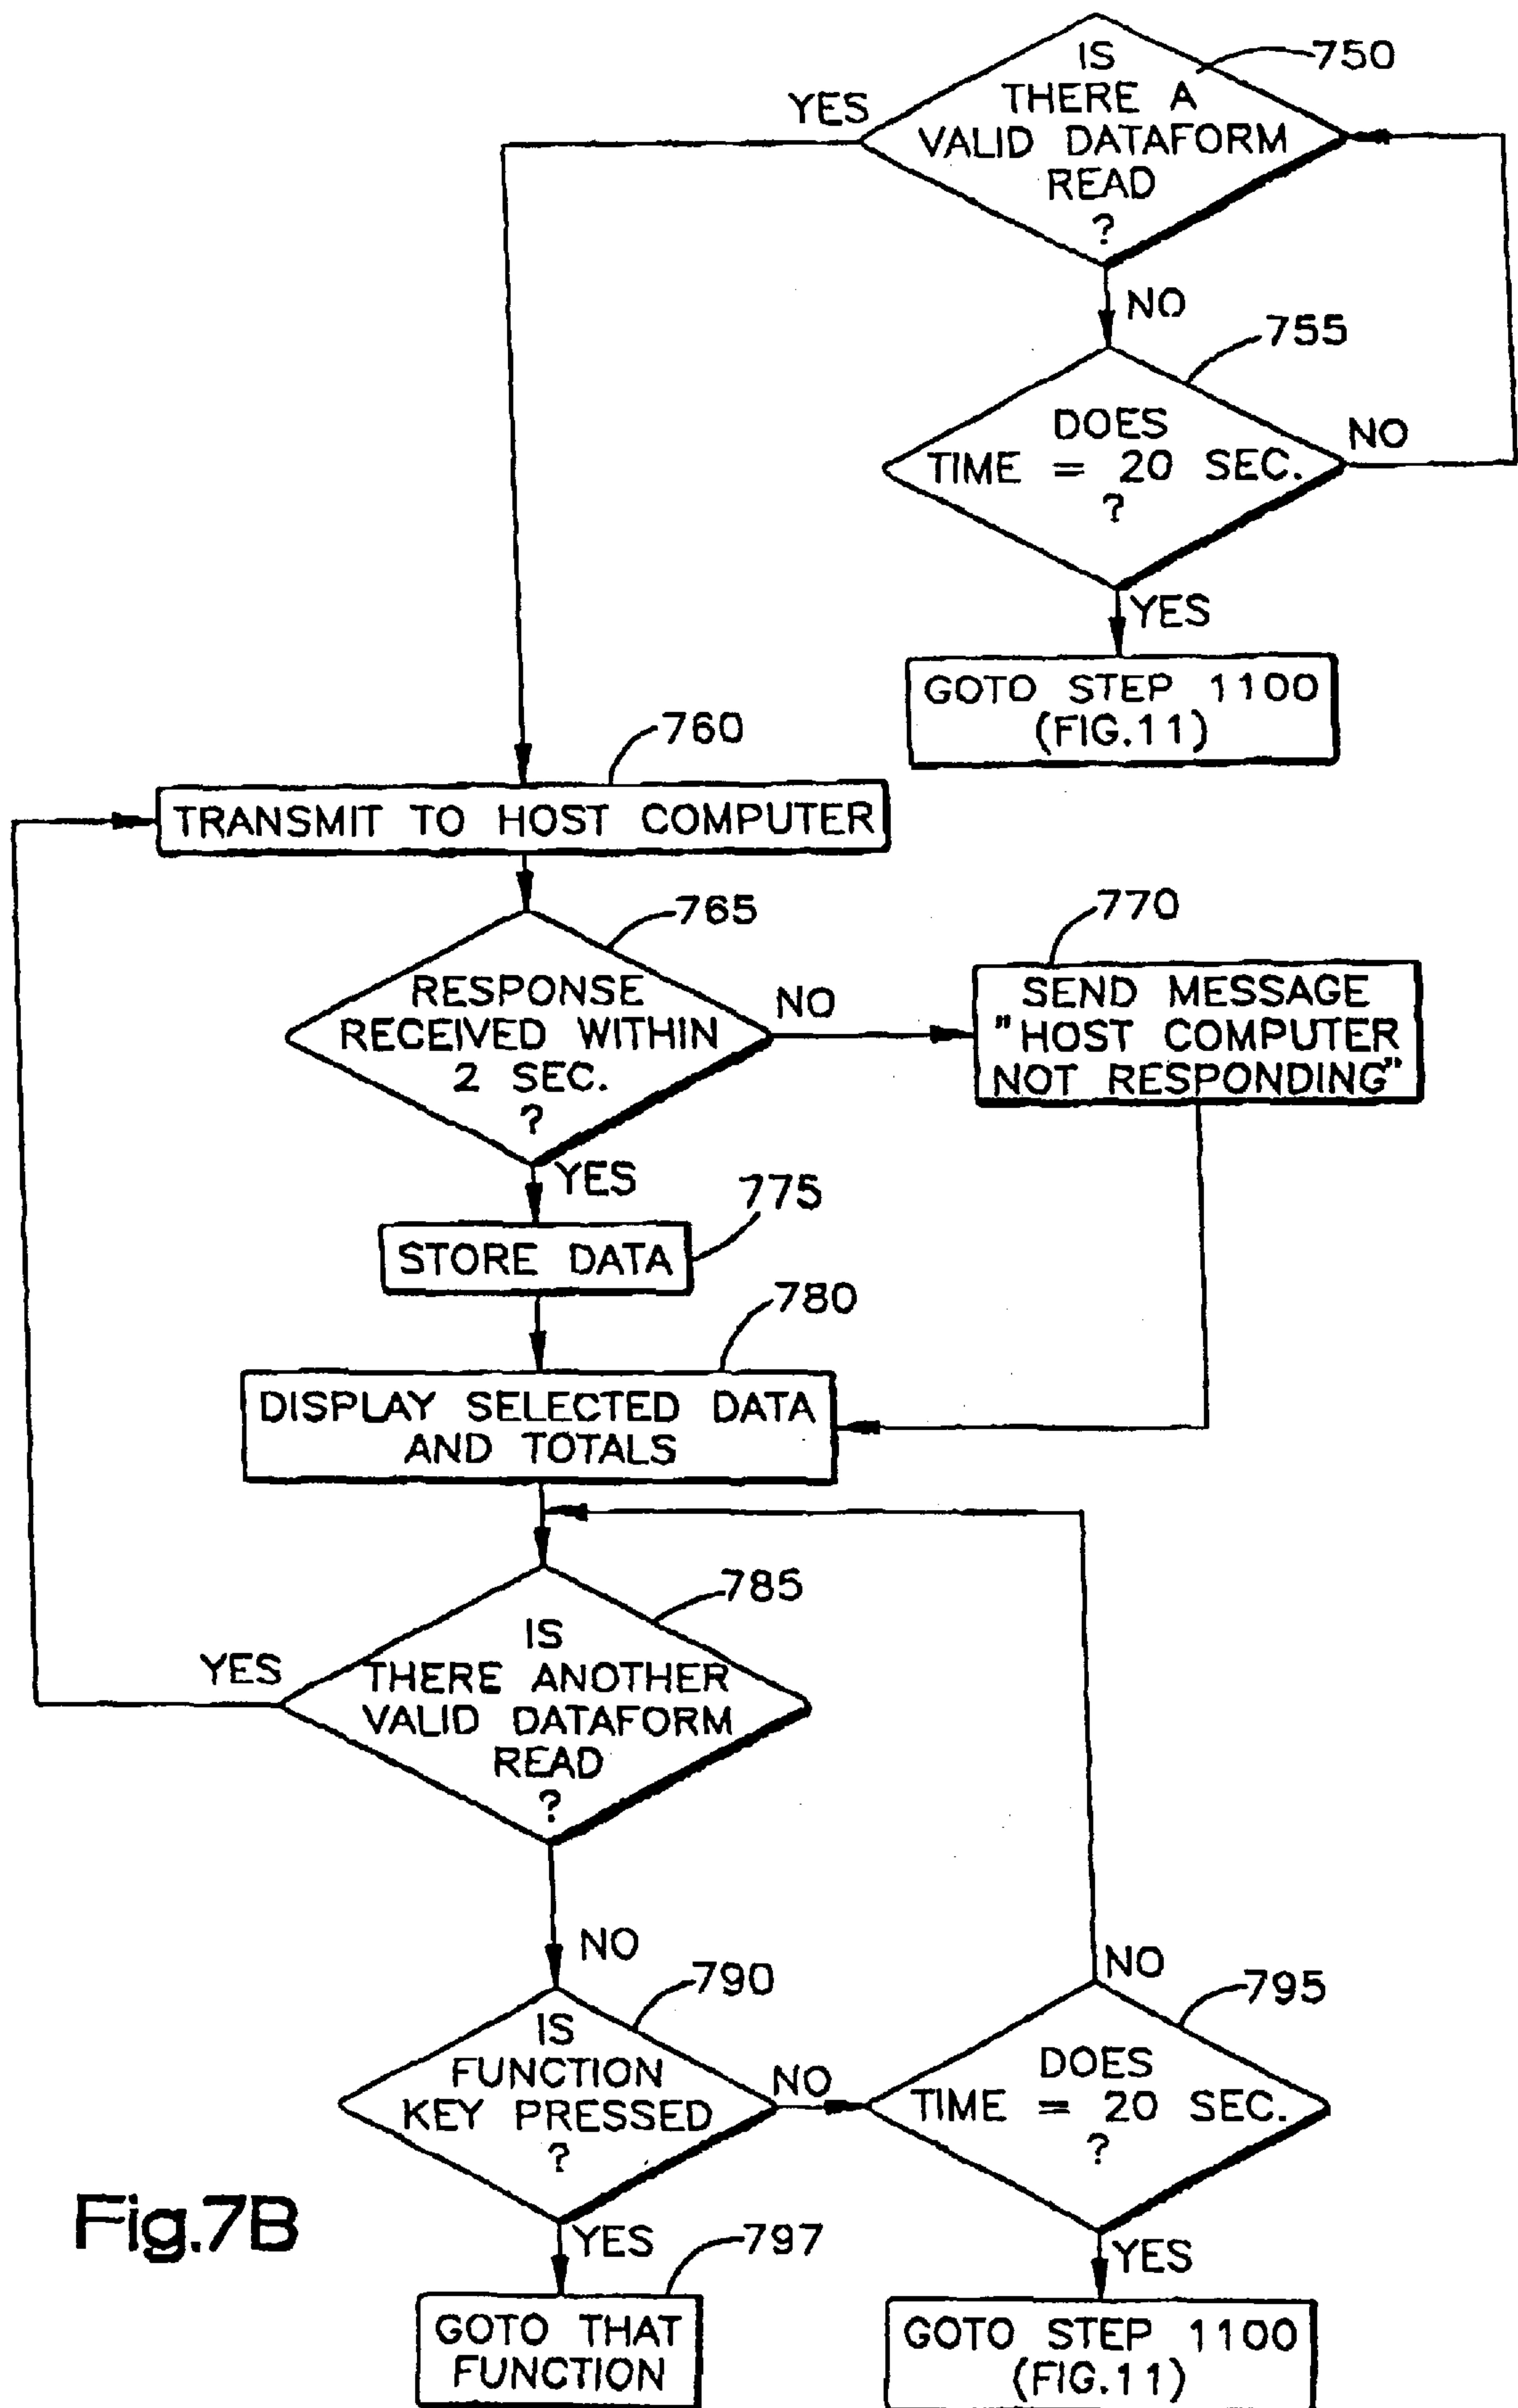 IS
THERE A
VALID DATAFORM
READ
?
750
YES
NO
755
DOES
TIME = 20 SEC.
?
NO
YES
GOTO STEP 1100
(FIG.11)
760
TRANSMIT TO HOST COMPUTER
765
RESPONSE
RECEIVED WITHIN
2 SEC.
?
NO
770
SEND MESSAGE
"HOST COMPUTER
NOT RESPONDING"
YES
775
STORE DATA
780
DISPLAY SELECTED DATA
AND TOTALS
785
IS
THERE ANOTHER
VALID DATAFORM
READ
?
YES
NO
790
IS
FUNCTION
KEY PRESSED
?
NO
795
DOES
TIME = 20 SEC.
?
NO
YES
797
GOTO THAT
FUNCTION
YES
GOTO STEP 1100
(FIG.11)
Fig.7B